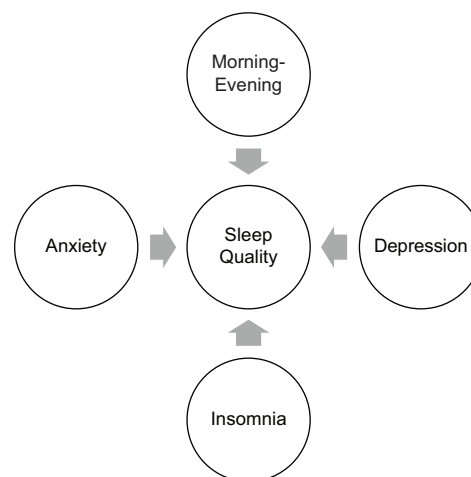 Morning-
Evening
Anxiety
Sleep
Quality
Depression
Insomnia